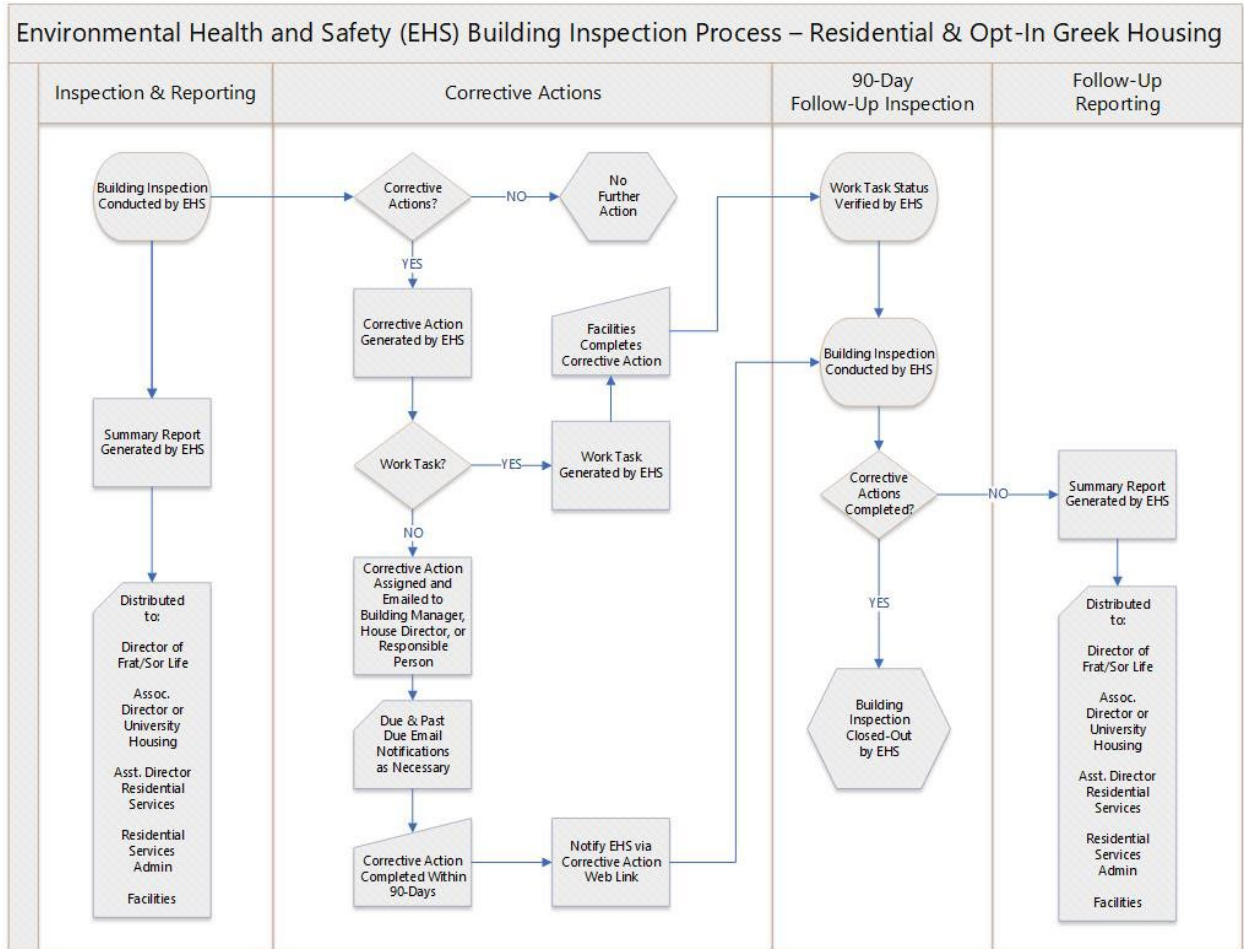 Environmental Health and Safety (EHS) Building Inspection Process – Residential & Opt-In Greek Housing
Inspection & Reporting
Corrective Actions
90-Day
Follow-Up Inspection
Follow-Up
Reporting
Building Inspection
Conducted by EHS
Summary Report
Generated by EHS
Distributed
to:
Director of
Frat/Sor Life
Assoc.
Director or
University
Housing
Asst. Director
Residential
Services
Residential
Services
Admin
Facilities
Corrective
Actions?
NO
No
Further
Action
YES
Corrective Action
Generated by EHS
Work Task?
YES
Work Task
Generated by EHS
Facilities
Completes
Corrective Action
NO
Corrective Action
Assigned and
Emailed to
Building Manager,
House Director, or
Responsible
Person
Due & Past
Due Email
Notifications
as Necessary
Corrective Action
Completed Within
90-Days
Notify EHS via
Corrective Action
Web Link
Work Task Status
Verified by EHS
Building Inspection
Conducted by EHS
Corrective
Actions
Completed?
NO
YES
Building
Inspection
Closed-Out
by EHS
Summary Report
Generated by EHS
Distributed
to:
Director of
Frat/Sor Life
Assoc.
Director or
University
Housing
Asst. Director
Residential
Services
Residential
Services
Admin
Facilities